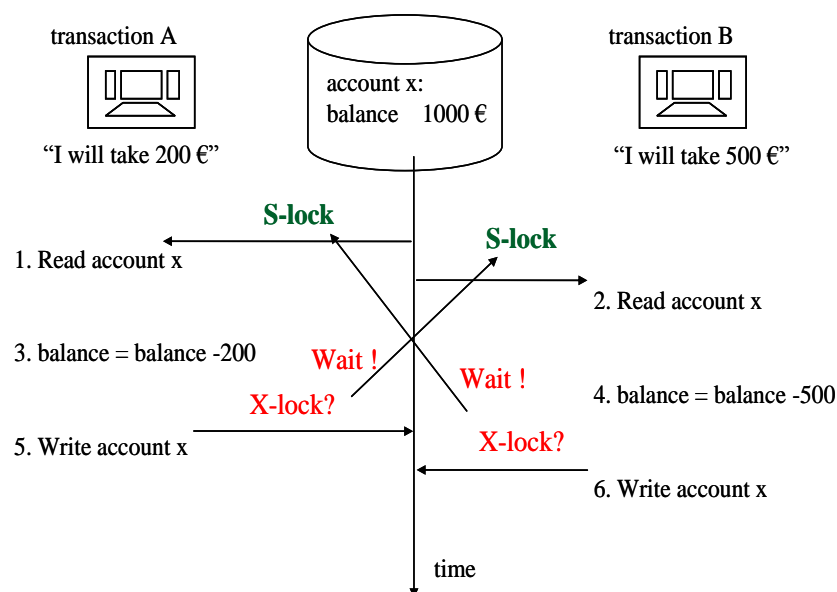 transaction A
transaction B
account x:
balance 1000 €
“I will take 200 €”
“I will take 500 €”
S-lock
S-lock
1. Read account x
2. Read account x
3. balance = balance -200
Wait !
Wait !
4. balance = balance -500
X-lock?
X-lock?
5. Write account x
6. Write account x
time